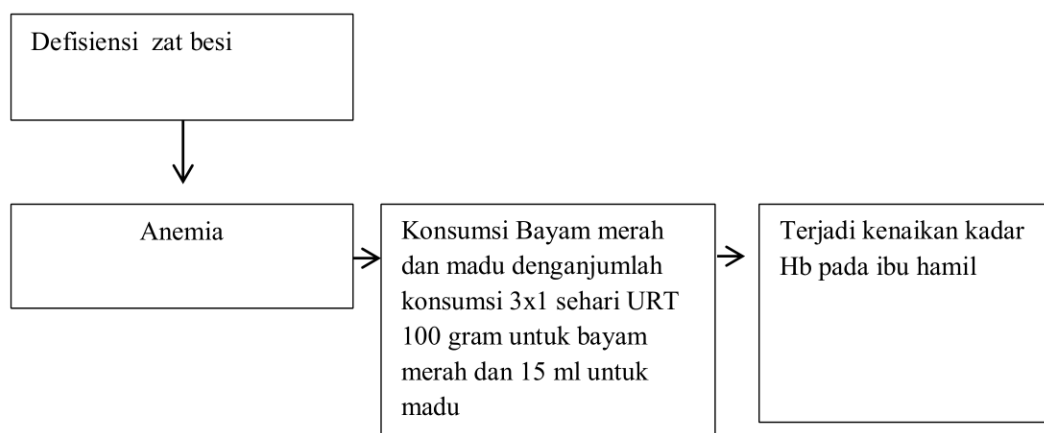 Defisiensi zat besi
Anemia
Konsumsi Bayam merah
dan madu denganjumlah
konsumsi 3x1 sehari URT
100 gram untuk bayam
merah dan 15 ml untuk
madu
Terjadi kenaikan kadar
Hb pada ibu hamil